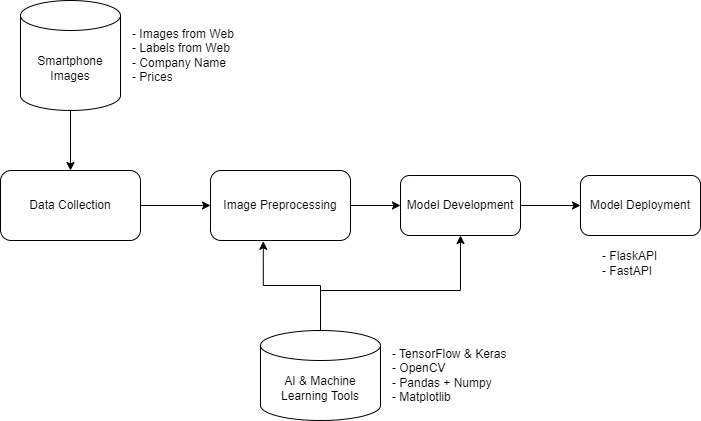 Smartphone
Images
- Images from Web
- Labels from Web
- Company Name
- Prices
Data Collection
Image Preprocessing
Model Development
Model Deployment
- FlaskAPI
- FastAPI
AI & Machine
Learning Tools
- TensorFlow & Keras
- OpenCV
- Pandas + Numpy
- Matplotlib